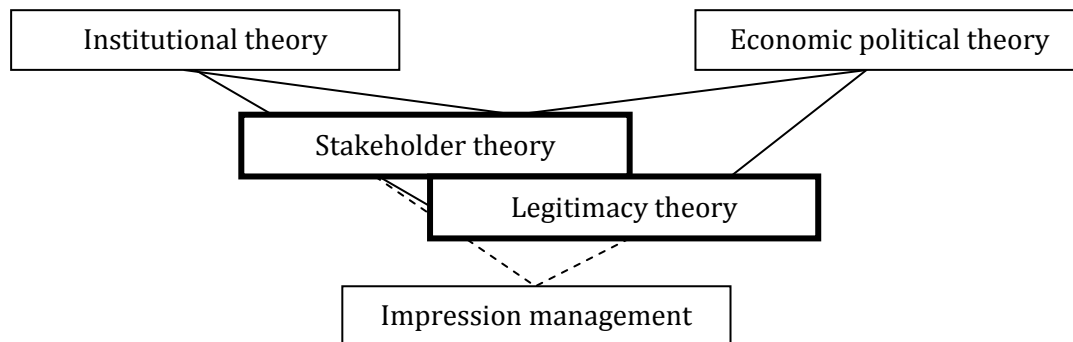 Institutional theory
Economic political theory
Stakeholder theory
Legitimacy theory
Impression management